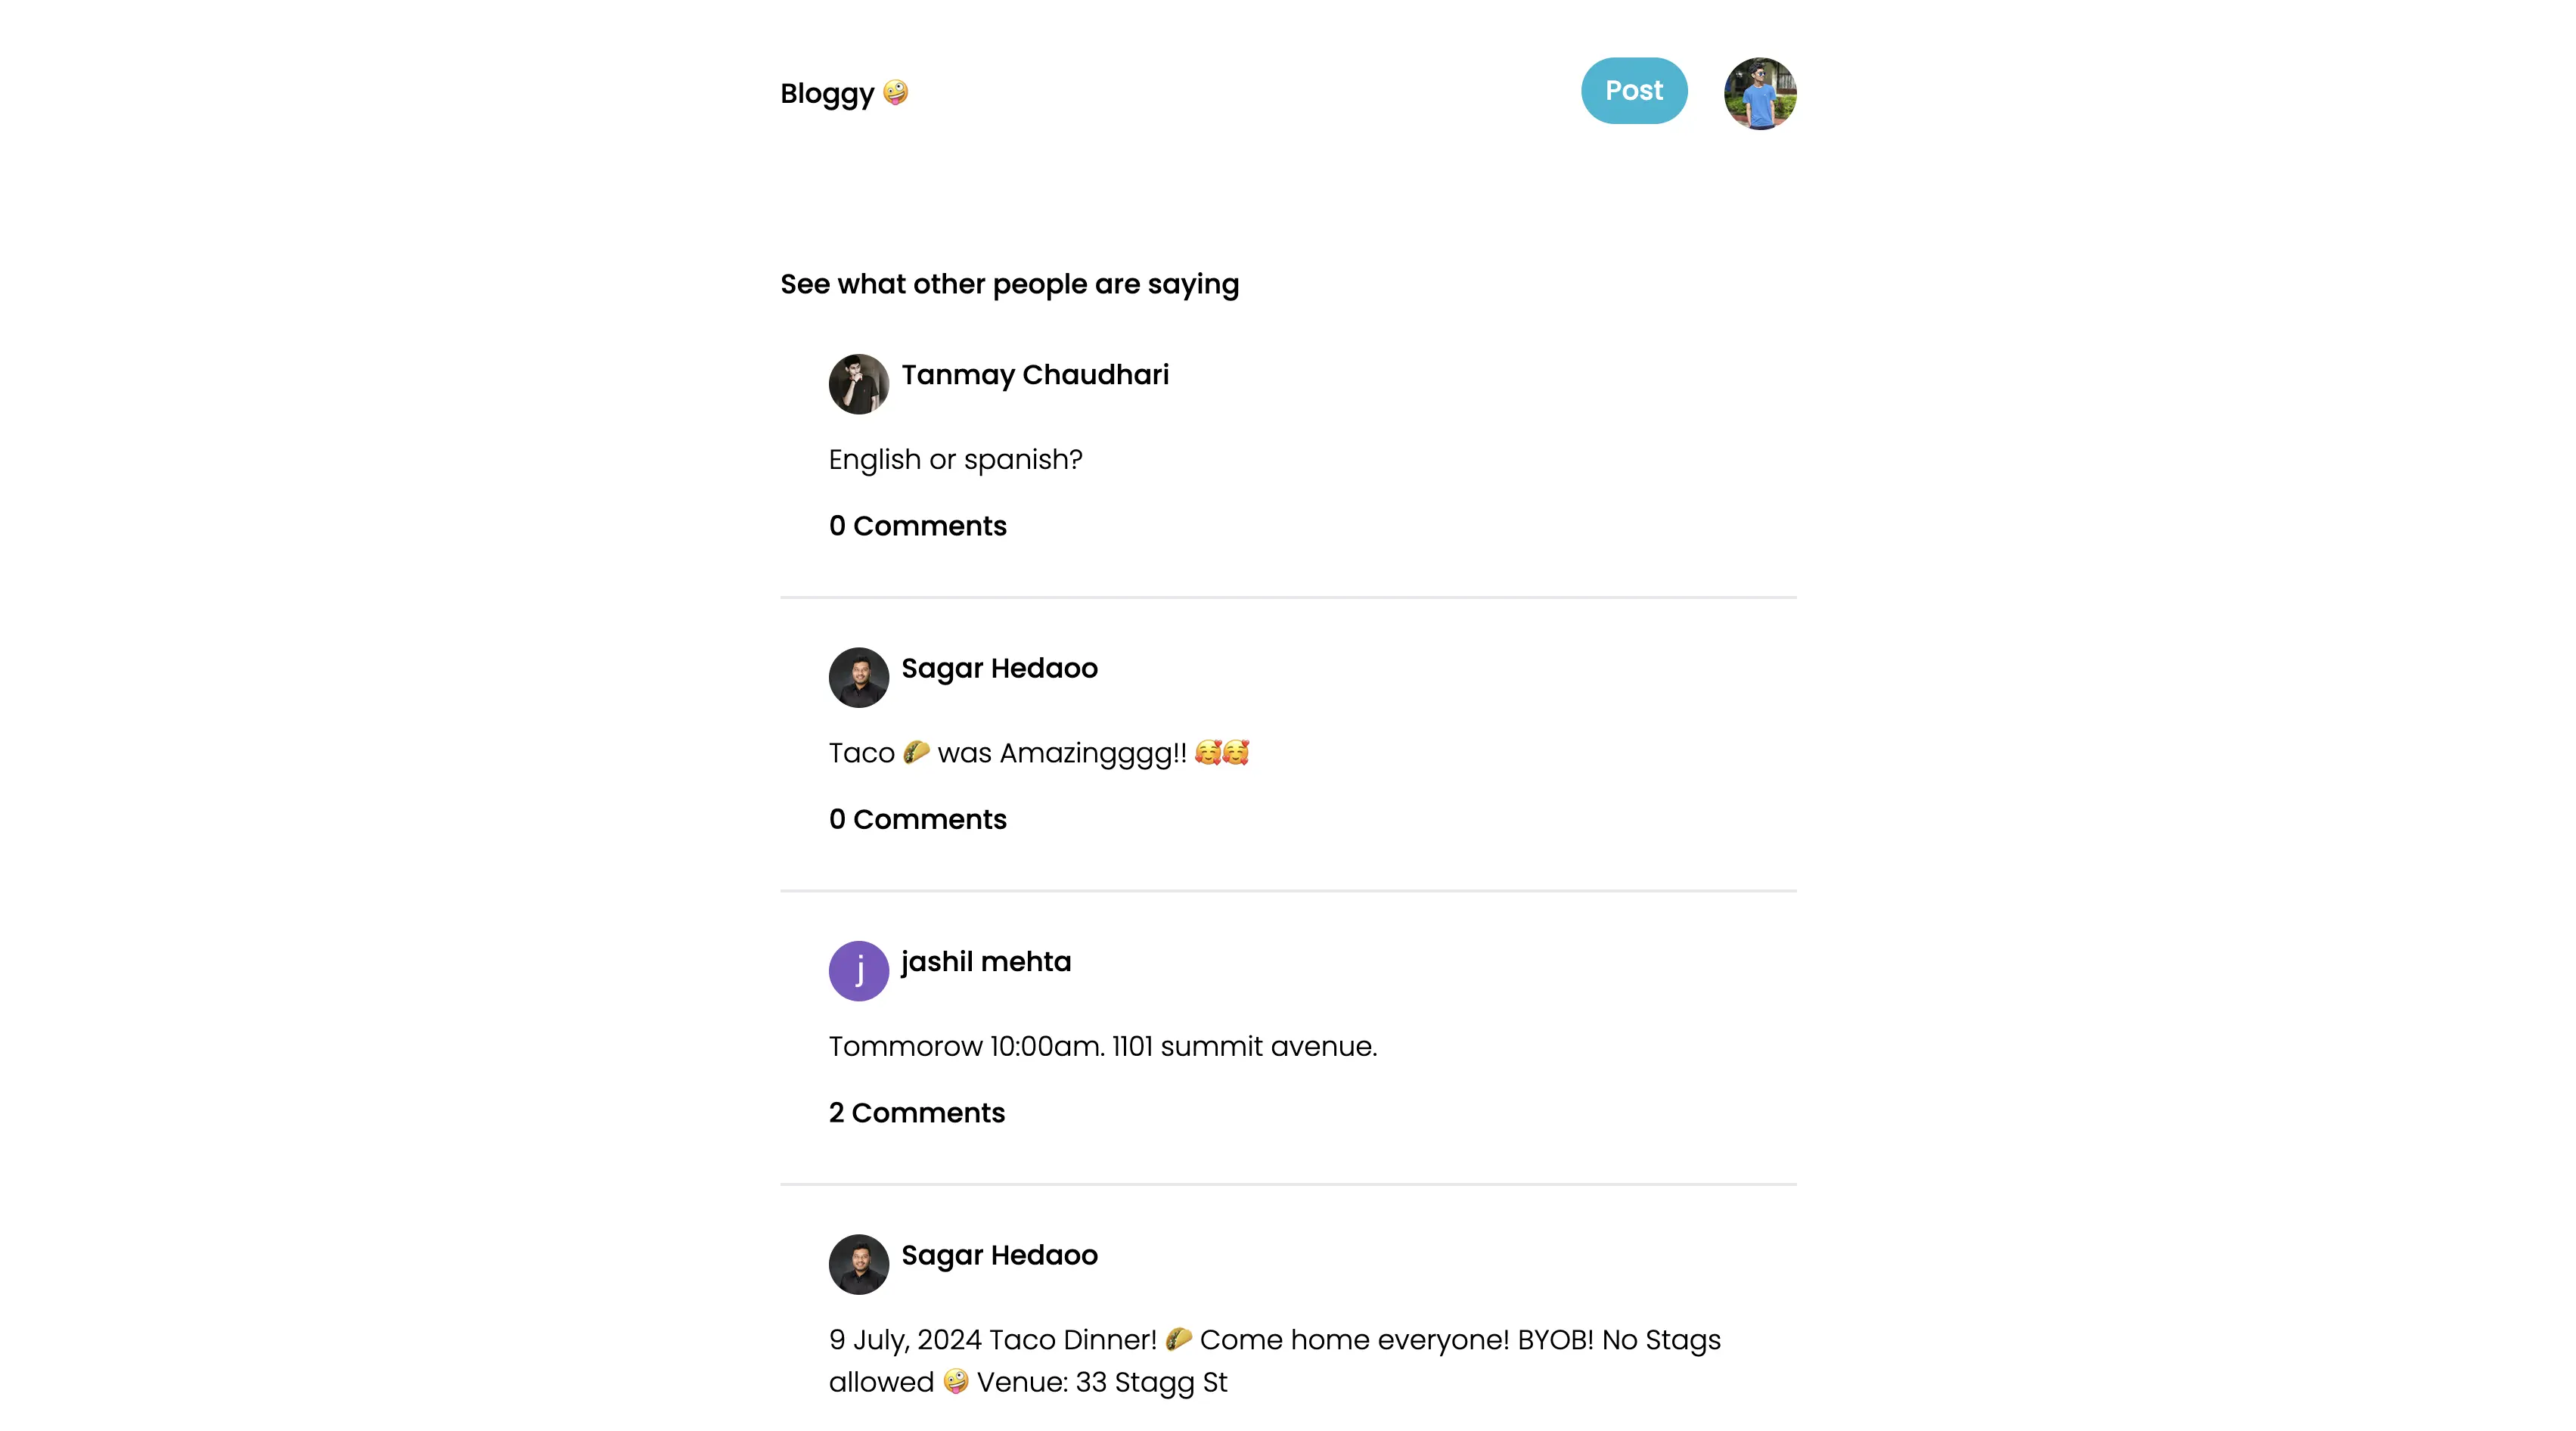 Bloggy 🤪
Post
See what other people are saying
Tanmay Chaudhari
English or spanish?
0 Comments
Sagar Hedaoo
Taco 🌮 was Amazingggg!! 🥰🥰
0 Comments
j
jashil mehta
Tommorow 10:00am. 1101 summit avenue.
2 Comments
Sagar Hedaoo
9 July, 2024 Taco Dinner! 🌮 Come home everyone! BYOB! No Stags
allowed 🤪 Venue: 33 Stagg St